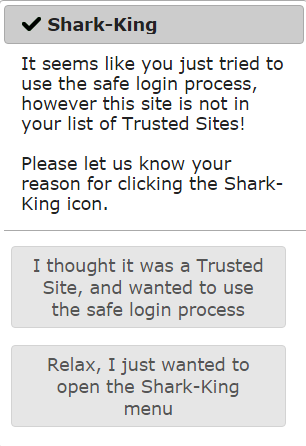 Shark-King
It seems like you just tried to
use the safe login process,
however this site is not in
your list of Trusted Sites!
Please let us know your
reason for clicking the Shark-
King icon.
I thought it was a Trusted
Site, and wanted to use
the safe login process
Relax, I just wanted to
open the Shark-King
menu